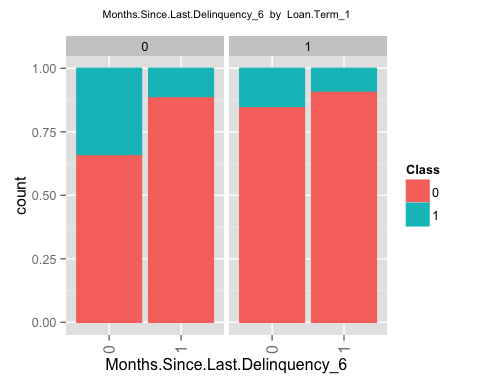 Months.Since.Last.Delinquency_6 by Loan.Term_1
0 1
1.00
0.75
0.50
0.25
0.00
count
0 1 0 1
Months.Since.Last.Delinquency_6
Class
0
1